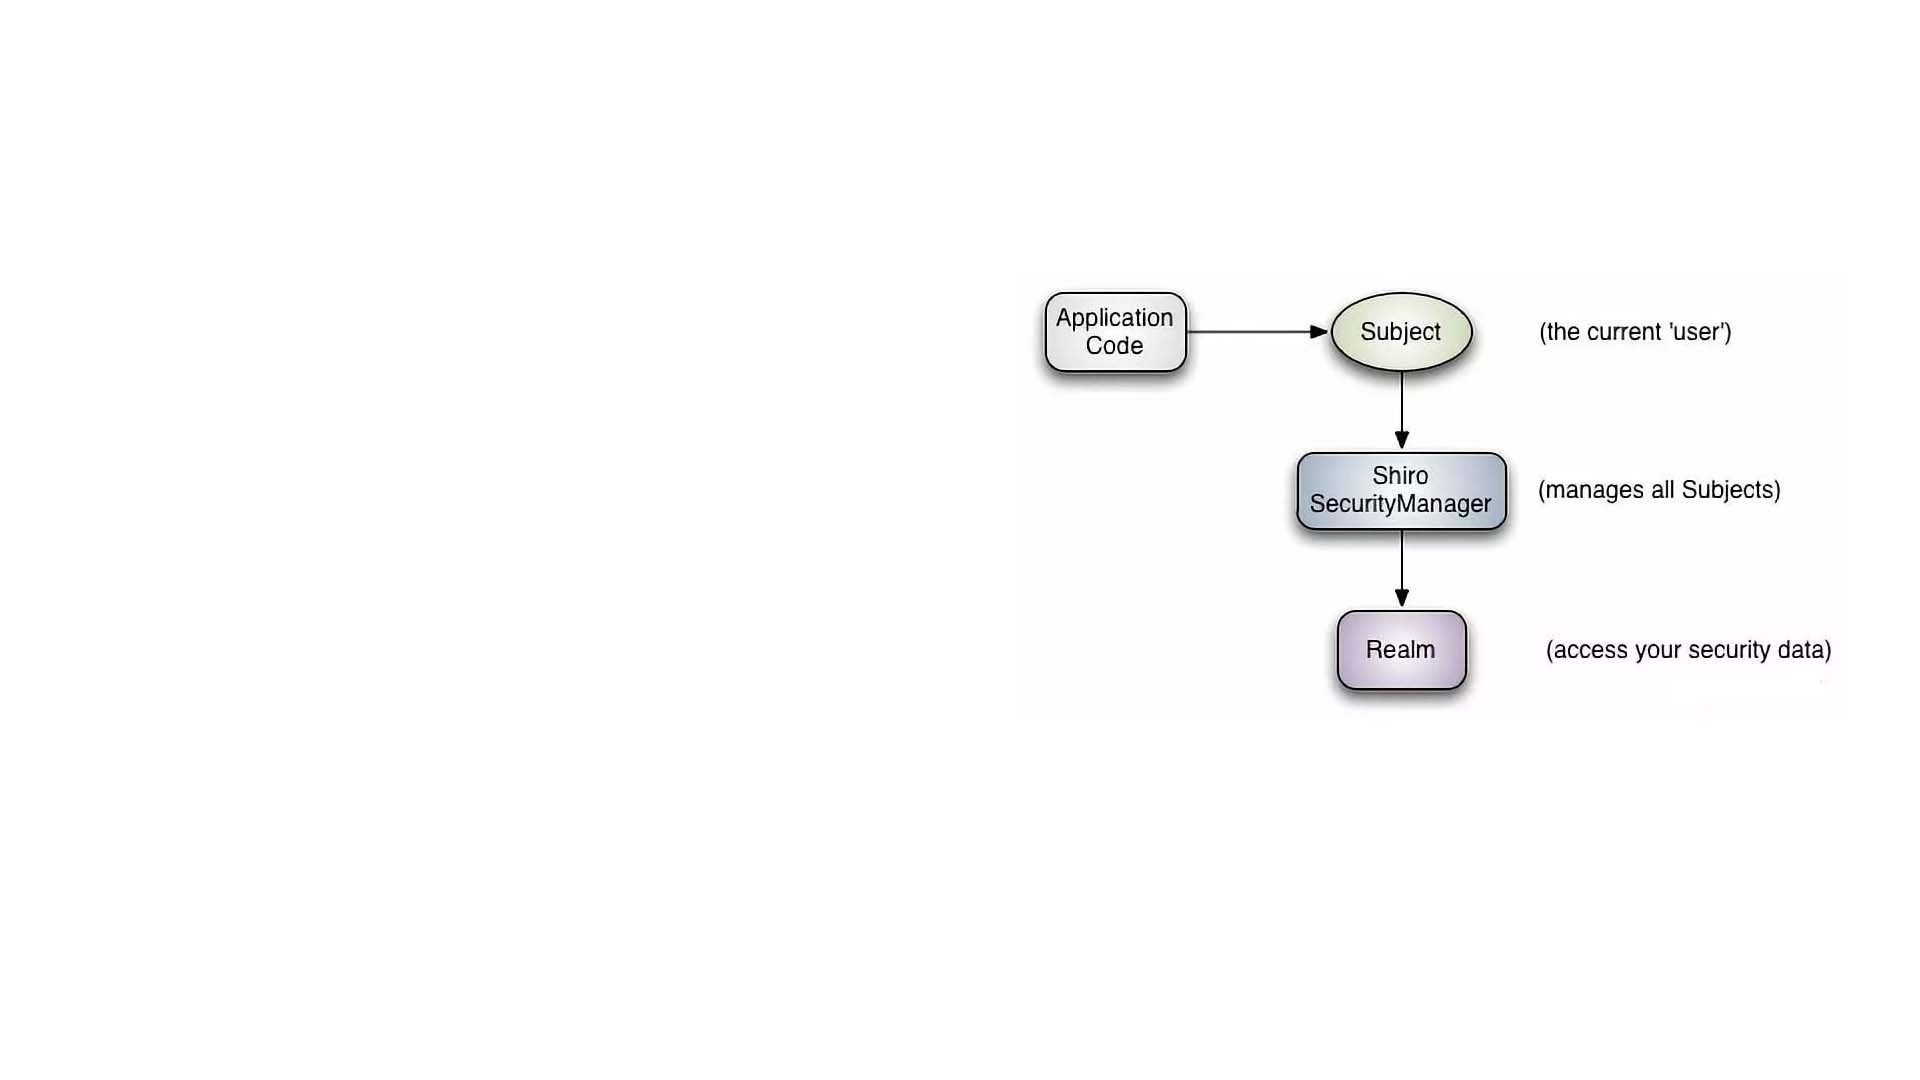 Application
Code
Subject
(the current 'user')
Shiro
SecurityManager
(manages all Subjects)
Realm
(access your security data)